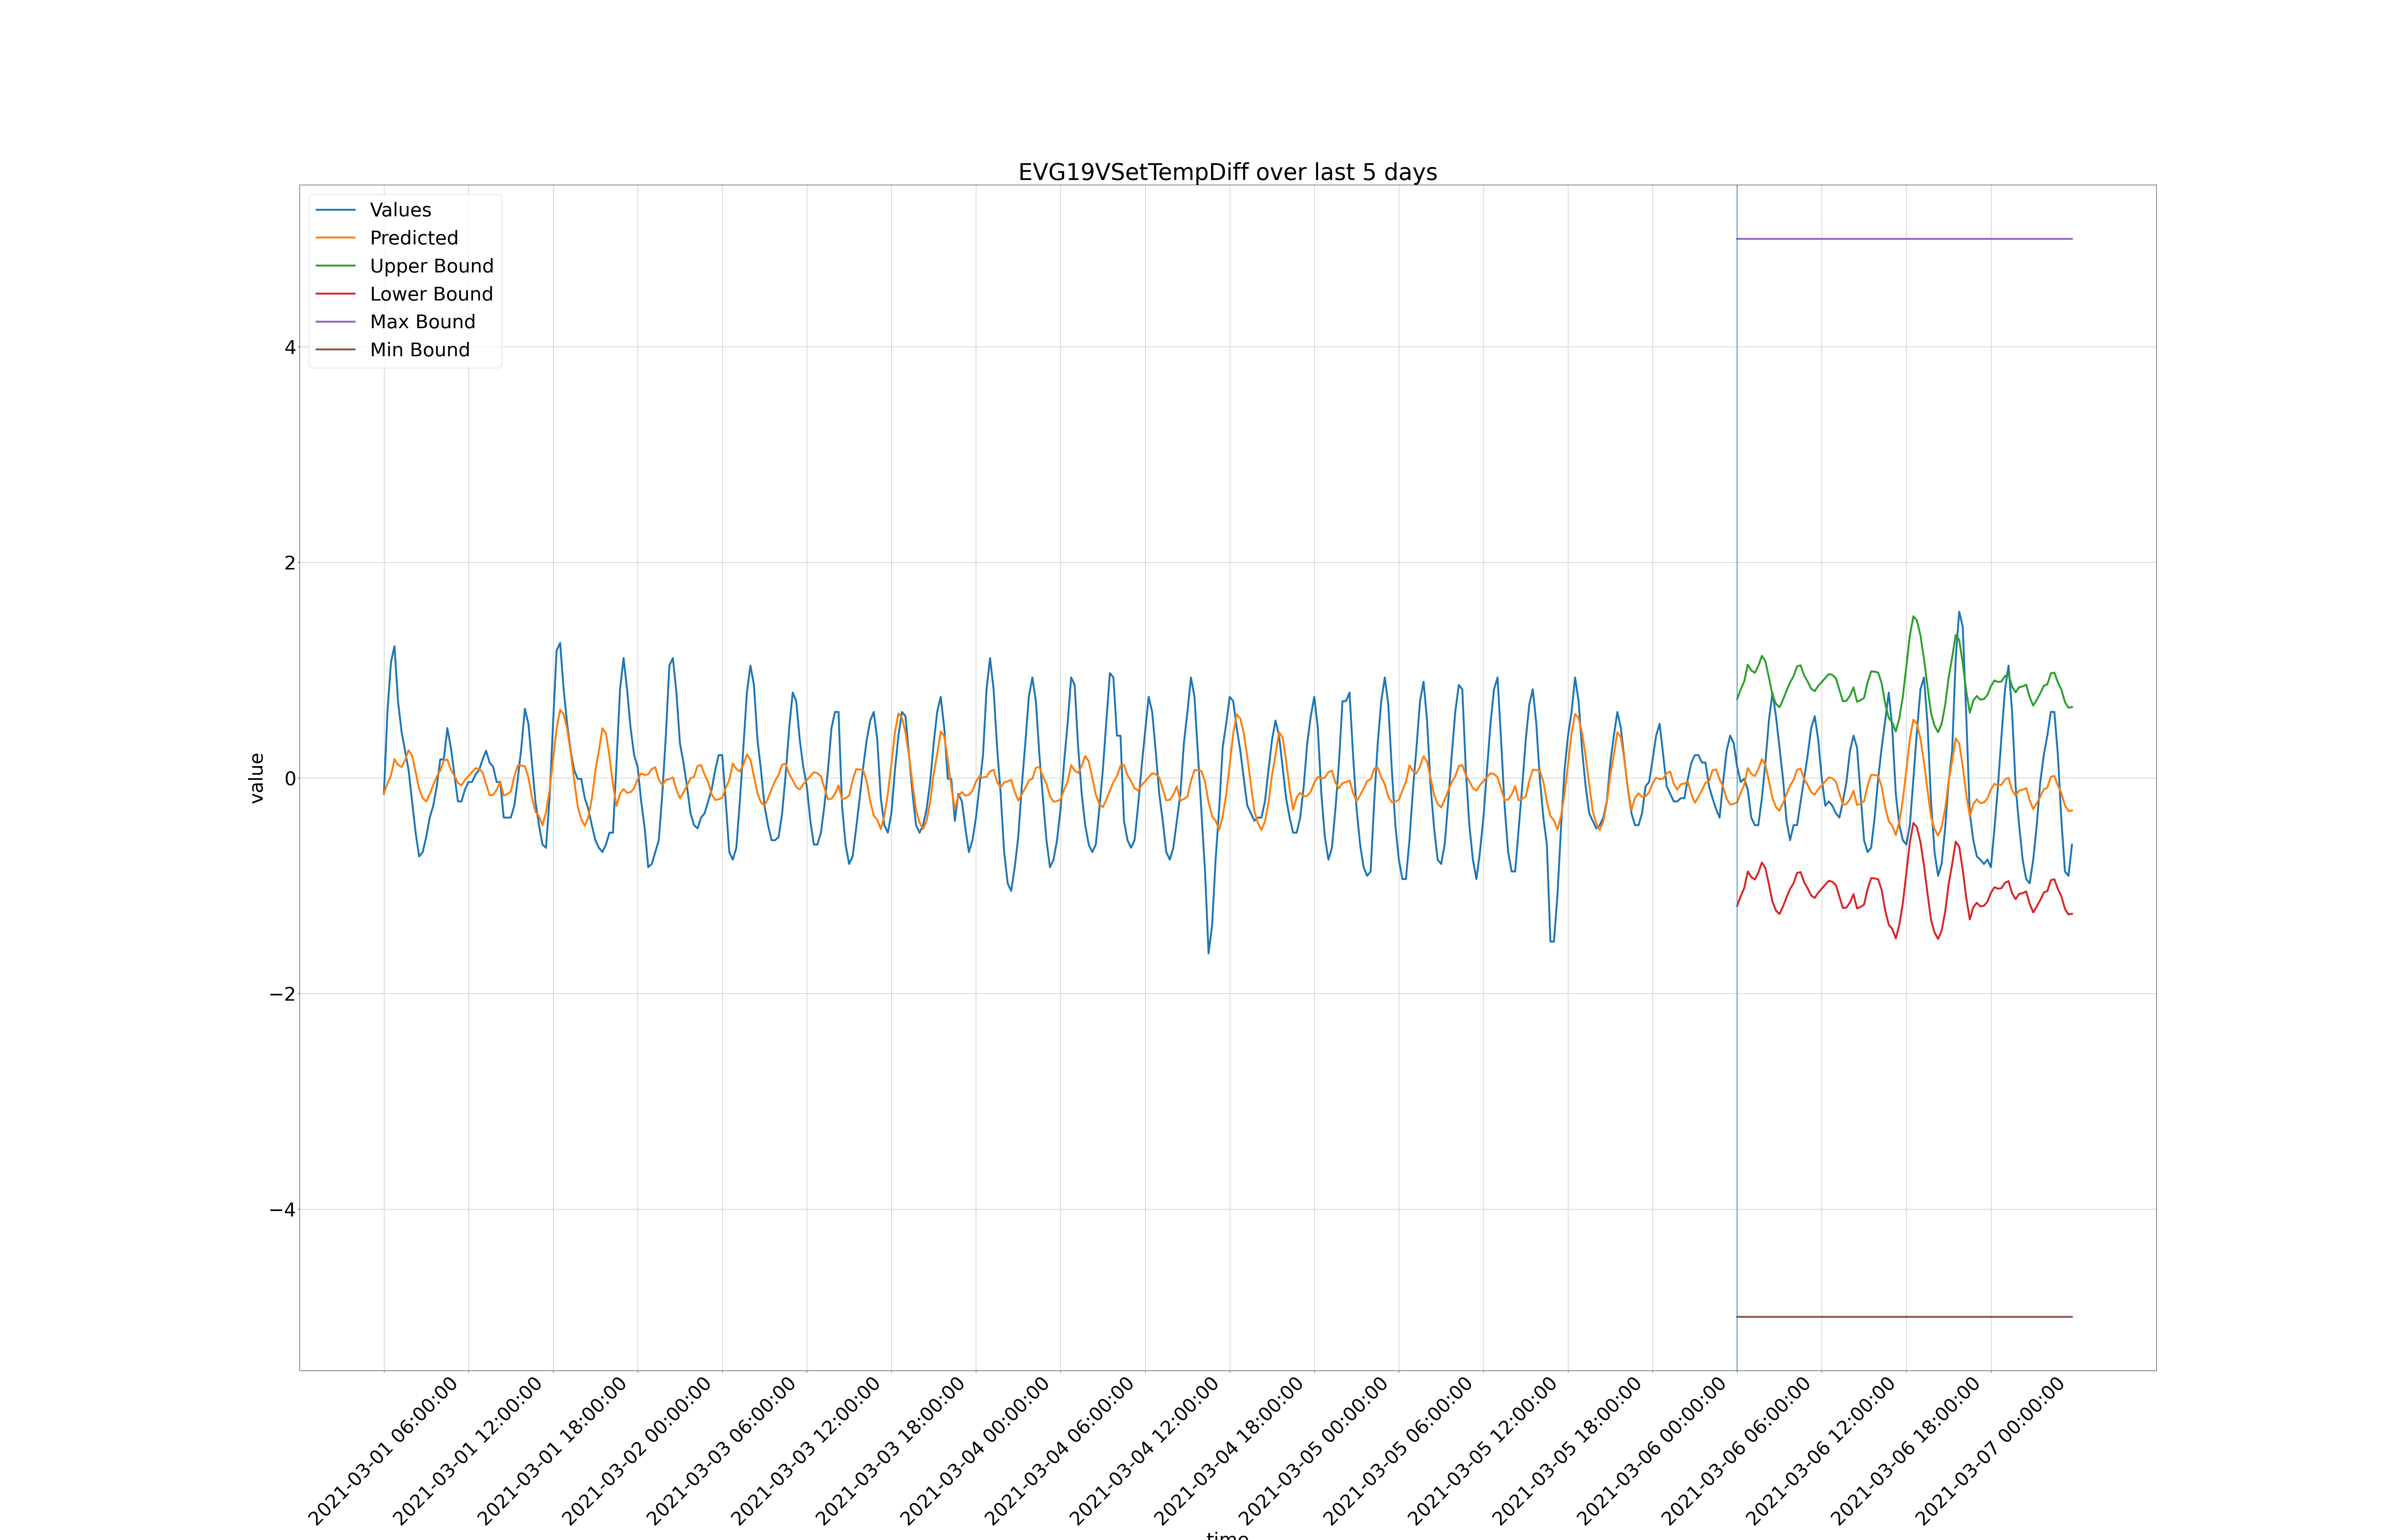 EVG19VSetTempDiff over last 5 days
Values
Predicted
Upper Bound
Lower Bound
Max Bound
Min Bound
value
4
2
0
−2
−4
2021-03-01 06:00:00
2021-03-01 12:00:00
2021-03-01 18:00:00
2021-03-02 00:00:00
2021-03-03 06:00:00
2021-03-03 12:00:00
2021-03-03 18:00:00
2021-03-04 00:00:00
2021-03-04 06:00:00
2021-03-04 12:00:00
2021-03-04 18:00:00
2021-03-05 00:00:00
2021-03-05 06:00:00
2021-03-05 12:00:00
2021-03-05 18:00:00
2021-03-06 00:00:00
2021-03-06 06:00:00
2021-03-06 12:00:00
2021-03-06 18:00:00
2021-03-07 00:00:00
time